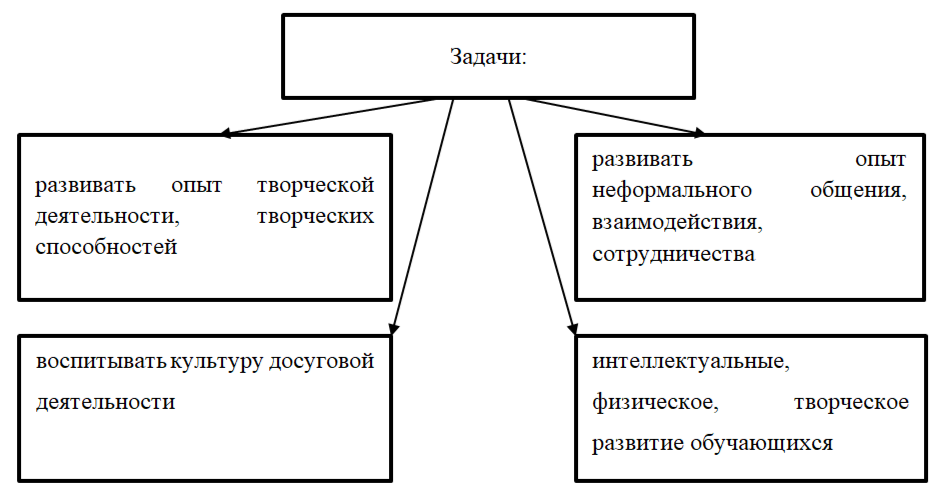 Задачи:
развивать опыт творческой
деятельности, творческих
способностей
развивать опыт
неформального общения,
взаимодействия,
сотрудничества
воспитывать культуру досуговой
деятельности
интеллектуальные,
физическое, творческое
развитие обучающихся